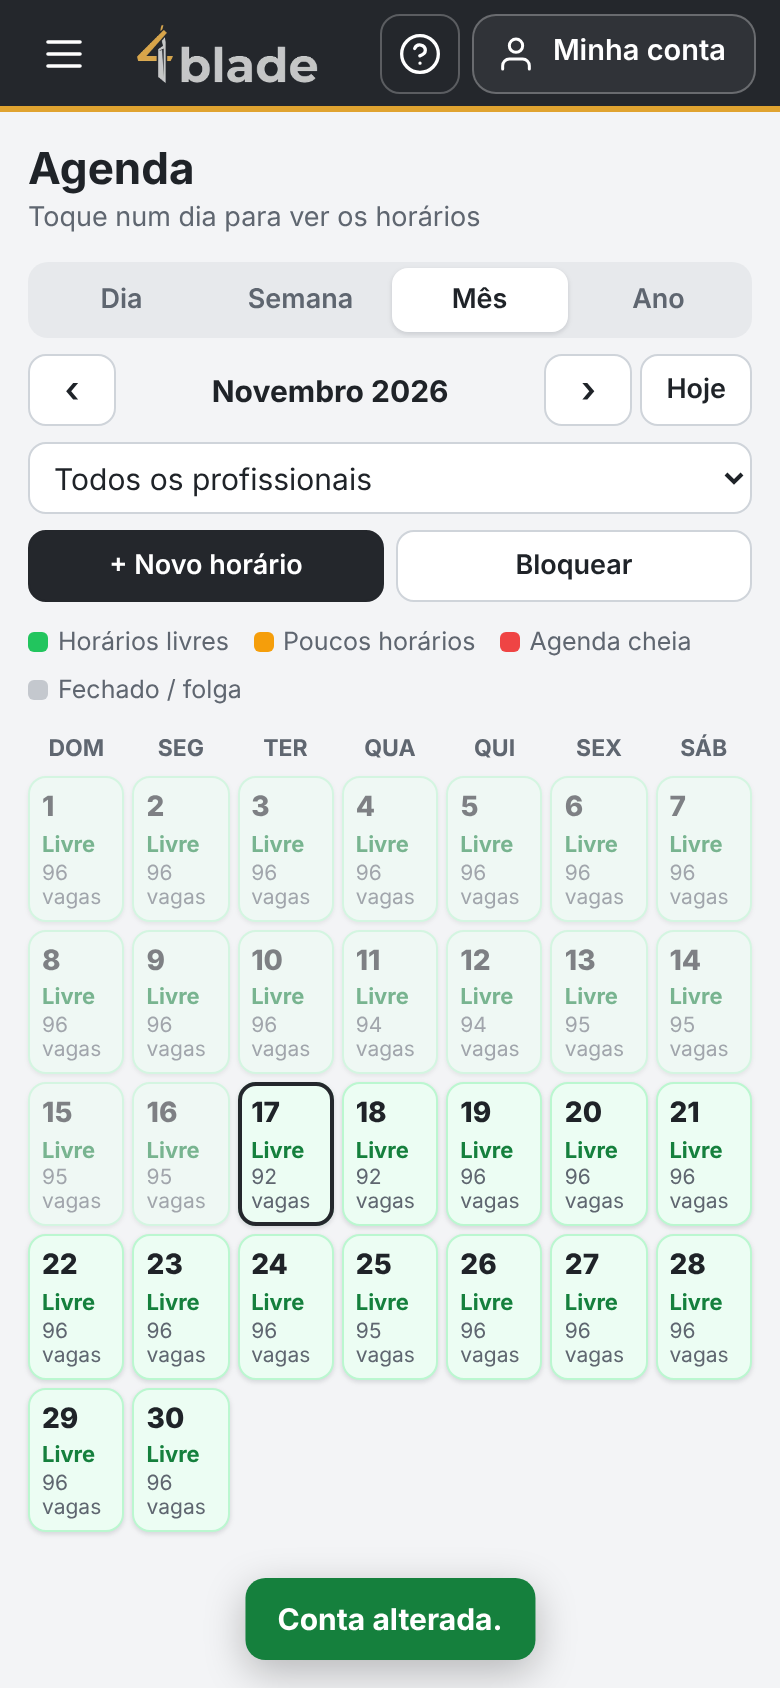 4blade
Minha conta
Agenda
Toque num dia para ver os horários
Dia Semana Mês Ano
‹ Novembro 2026 › Hoje
Todos os profissionais
+ Novo horário Bloquear
Horários livres Poucos horários Agenda cheia
Fechado / folga
DOM SEG TER QUA QUI SEX SÁB
1 2 3 4 5 6 7
Livre Livre Livre Livre Livre Livre Livre
96 96 96 96 96 96 96
vagas vagas vagas vagas vagas vagas vagas
8 9 10 11 12 13 14
Livre Livre Livre Livre Livre Livre Livre
96 96 96 94 94 95 95
vagas vagas vagas vagas vagas vagas vagas
15 16 17 18 19 20 21
Livre Livre Livre Livre Livre Livre Livre
95 95 92 92 96 96 96
vagas vagas vagas vagas vagas vagas vagas
22 23 24 25 26 27 28
Livre Livre Livre Livre Livre Livre Livre
96 96 96 95 96 96 96
vagas vagas vagas vagas vagas vagas vagas
29 30
Livre Livre
96 96
vagas vagas
Conta alterada.